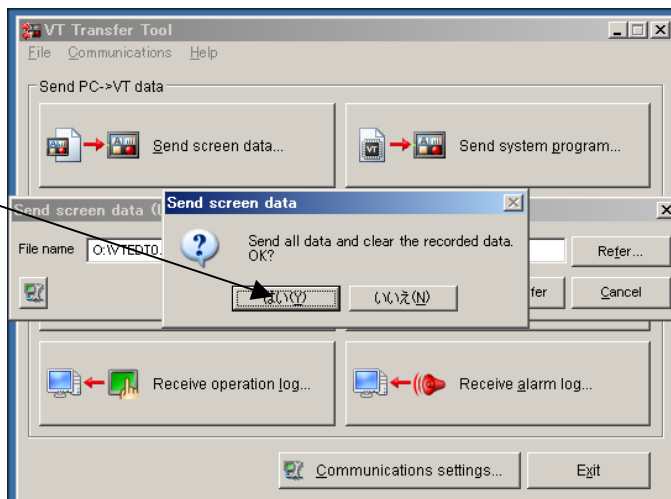 VT Transfer Tool
File Communications Help
Send PC->VT data
Send screen data...
Send system program...
Send screen data (U
Send screen data
Send all data and clear the recorded data.
OK?
File name
O:\VTEDT0.
Refer...
はい(Y)
いいえ(N)
fer
Cancel
Receive operation log...
Receive alarm log...
Communications settings...
Exit